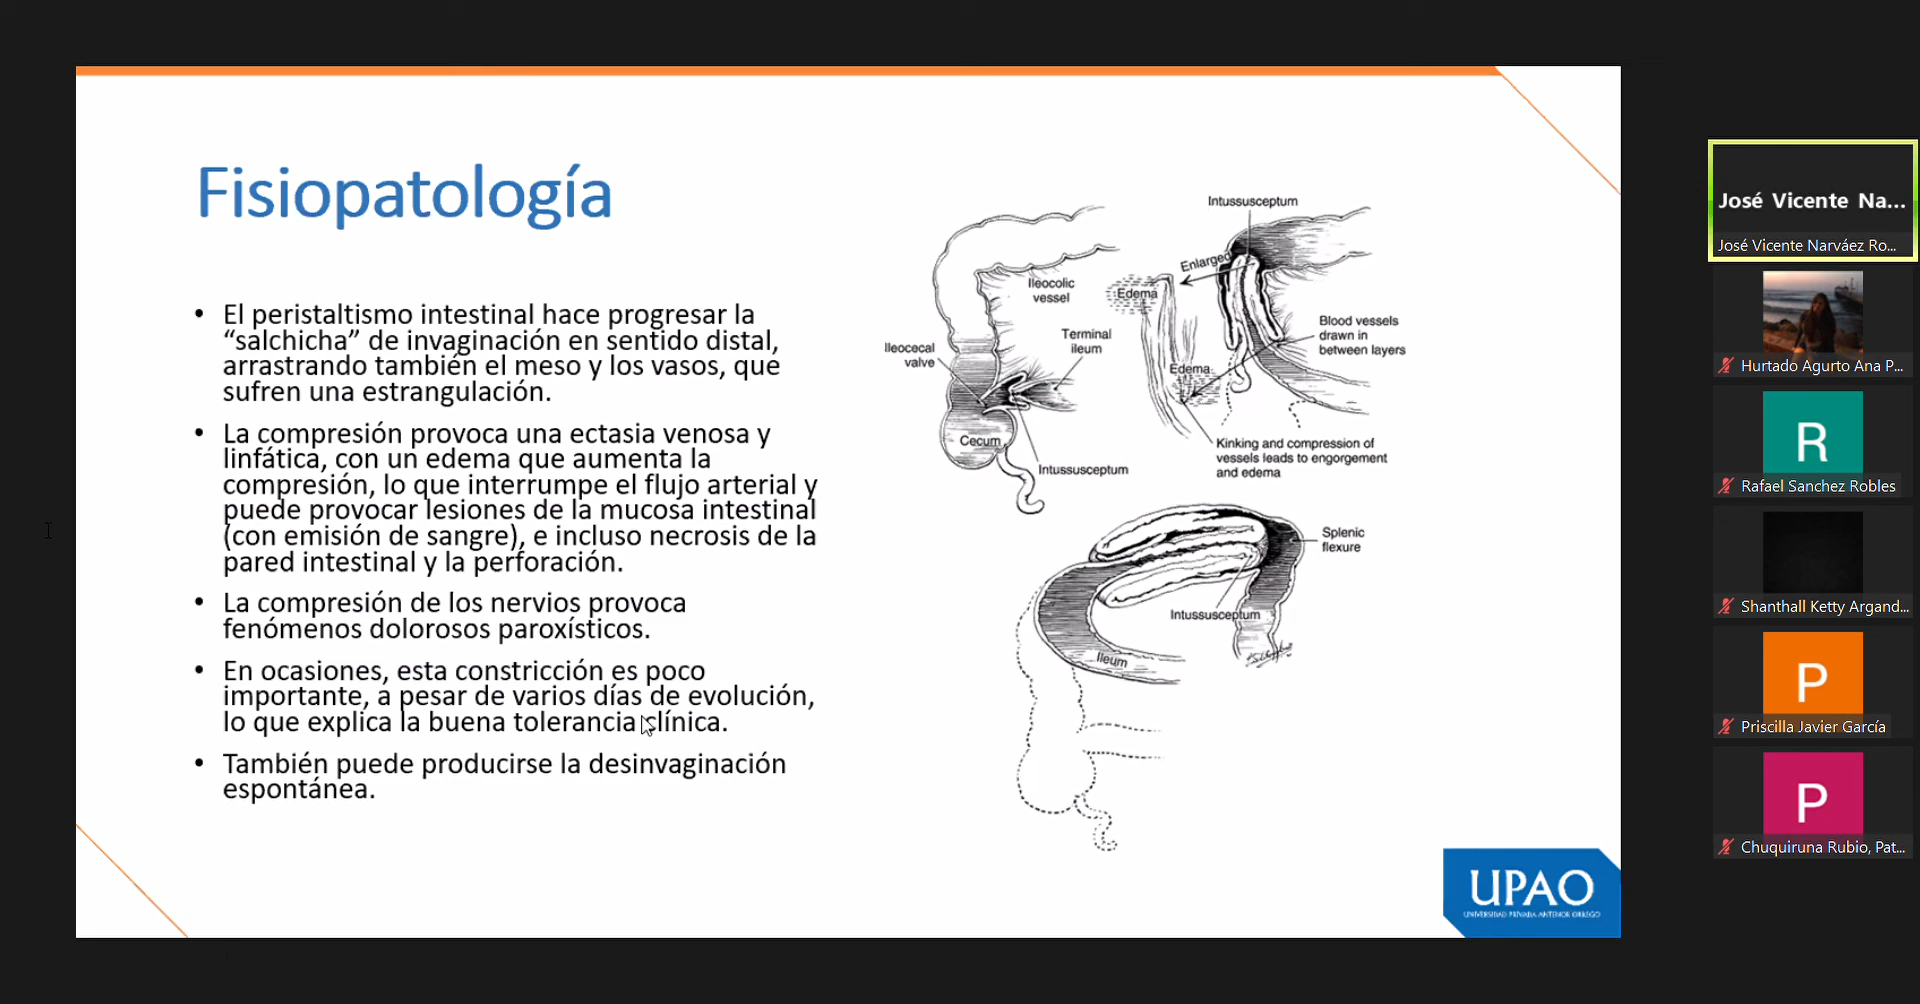 Fisiopatología
• El peristaltismo intestinal hace progresar la
“salchicha” de invaginación en sentido distal,
arrastrando también el meso y los vasos, que
sufren una estrangulación.
• La compresión provoca una ectasia venosa y
linfática, con un edema que aumenta la
compresión, lo que interrumpe el flujo arterial y
puede provocar lesiones de la mucosa intestinal
(con emisión de sangre), e incluso necrosis de la
pared intestinal y la perforación.
• La compresión de los nervios provoca
fenómenos dolorosos paroxísticos.
• En ocasiones, esta constricción es poco
importante, a pesar de varios días de evolución,
lo que explica la buena tolerancia clínica.
• También puede producirse la desinvaginación
espontánea.
Intussusceptum
Enlarged
Ileocolic
vessel
Edema
Blood vessels
drawn in
between layers
Terminal
ileum
Ileocecal
valve
Edema
Cecum
Intussusceptum
Kinking and compression of
vessels leads to engorgement
and edema
Splenic
flexure
Intussusceptum
Ileum
UPAO
UNIVERSIDAD PRIVADA ANTENOR ORREGO
José Vicente Na...
José Vicente Narváez Ro...
Hurtado Agurto Ana P...
R
Rafael Sanchez Robles
Shanthall Ketty Argand...
P
Priscilla Javier García
P
Chuquiruna Rubio, Pat...